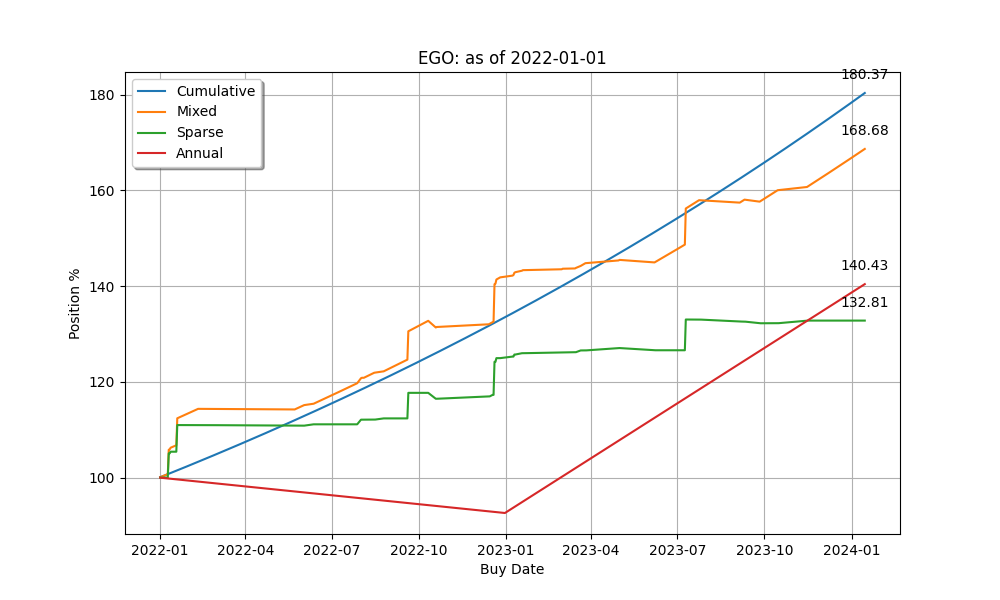 EGO: as of 2022-01-01
180.37
180
Cumulative
Mixed
Sparse
Annual
168.68
160
Position %
140.43
140
132.81
120
100
2022-01 2022-04 2022-07 2022-10 2023-01 2023-04 2023-07 2023-10 2024-01
Buy Date